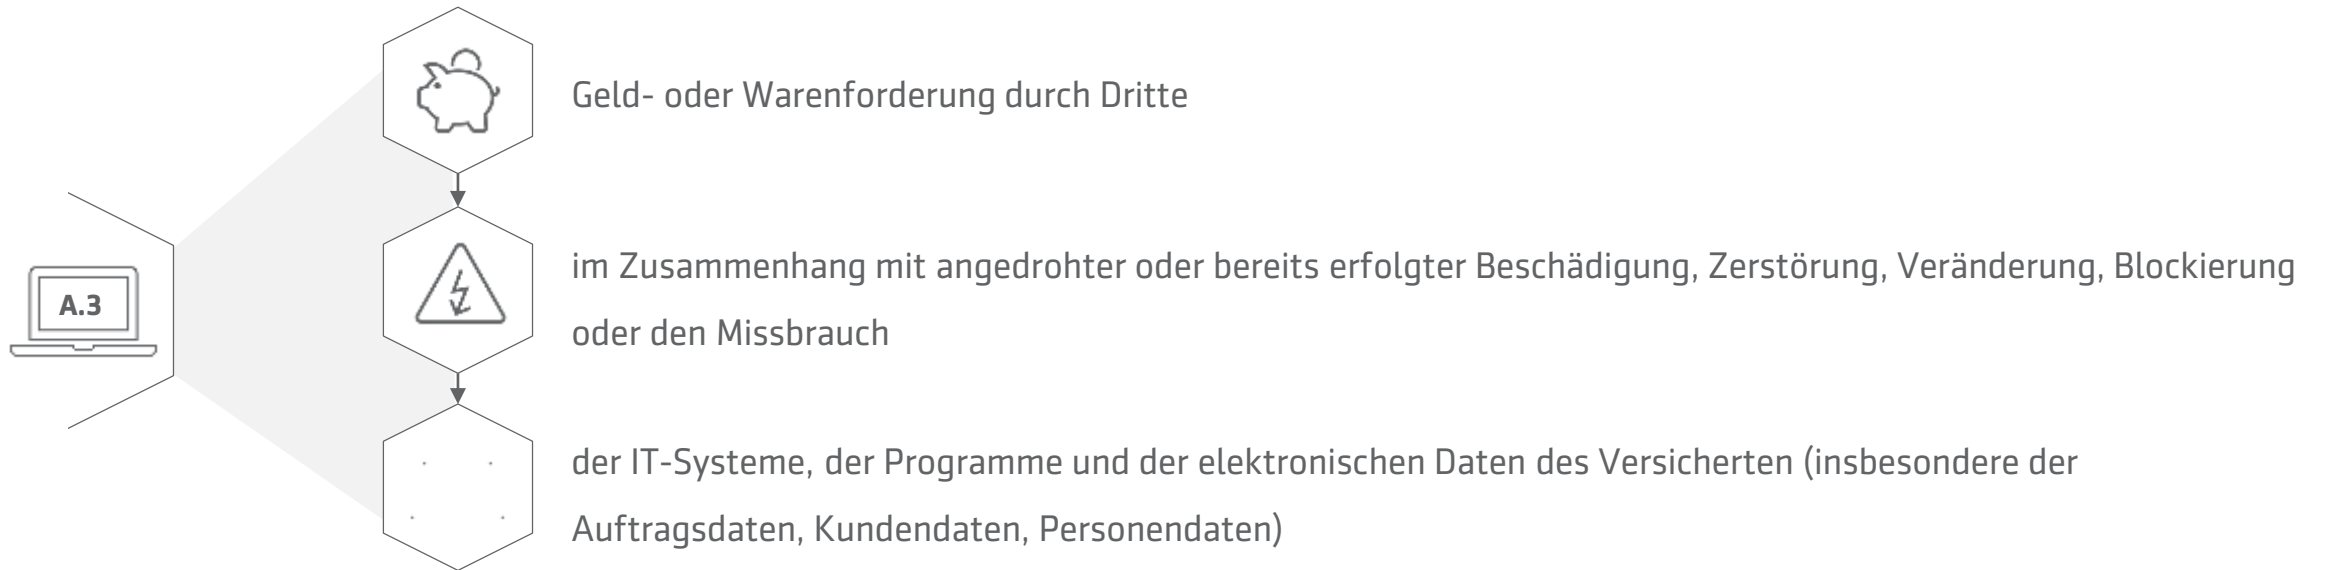 Geld- oder Warenforderung durch Dritte
A.3
im Zusammenhang mit angedrohter oder bereits erfolgter Beschädigung, Zerstörung, Veränderung, Blockierung
oder den Missbrauch
der IT-Systeme, der Programme und der elektronischen Daten des Versicherten (insbesondere der
Auftragsdaten, Kundendaten, Personendaten)